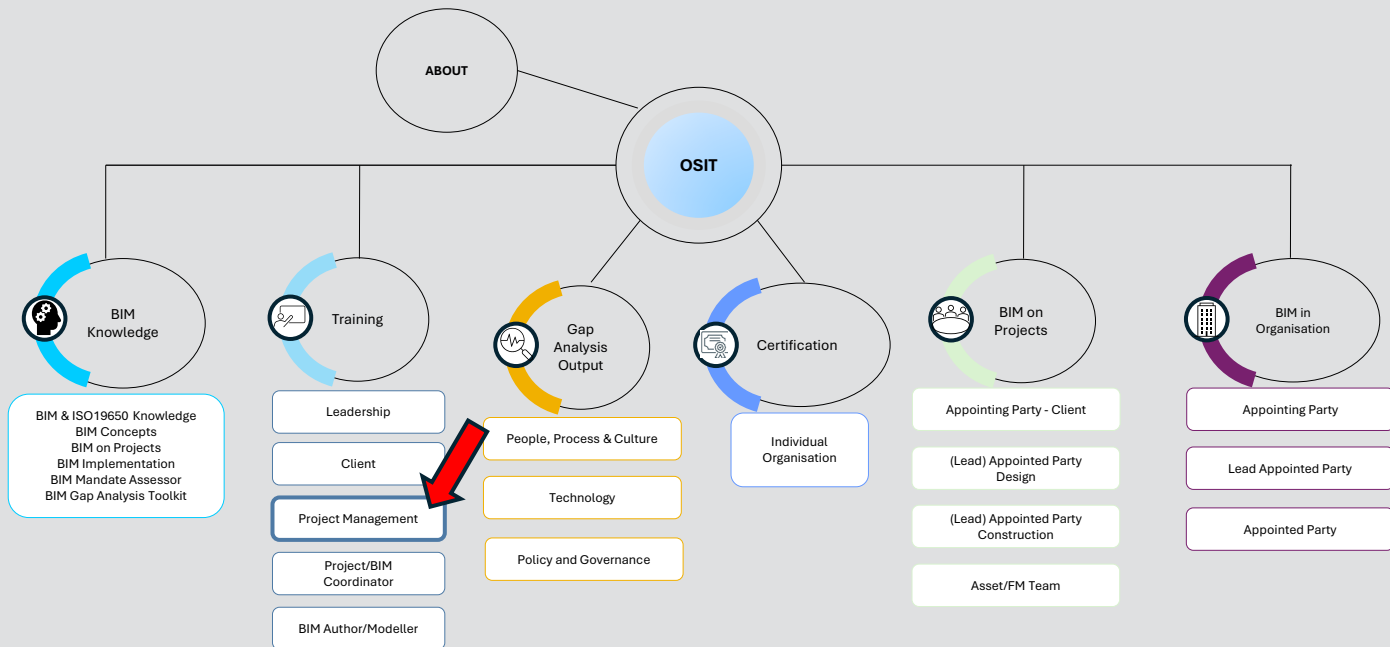 ABOUT
OSIT
BIM
Knowledge
BIM & ISO19650 Knowledge
BIM Concepts
BIM on Projects
BIM Implementation
BIM Mandate Assessor
BIM Gap Analysis Toolkit
Training
Leadership
Client
Project Management
Project/BIM
Coordinator
BIM Author/Modeller
Gap
Analysis
Output
People, Process & Culture
Technology
Policy and Governance
Certification
Individual
Organisation
BIM on
Projects
Appointing Party - Client
(Lead) Appointed Party
Design
(Lead) Appointed Party
Construction
Asset/FM Team
BIM in
Organisation
Appointing Party
Lead Appointed Party
Appointed Party